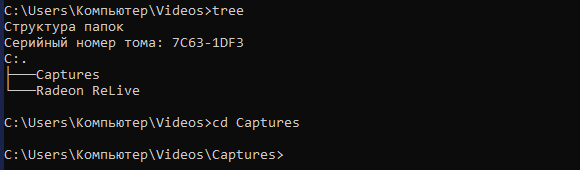 C:\Users\Компьютер\Videos>tree
Структура папок
Серийный номер тома: 7C63-1DF3
C:.
├───Captures
└───Radeon ReLive
C:\Users\Компьютер\Videos>cd Captures
C:\Users\Компьютер\Videos\Captures>